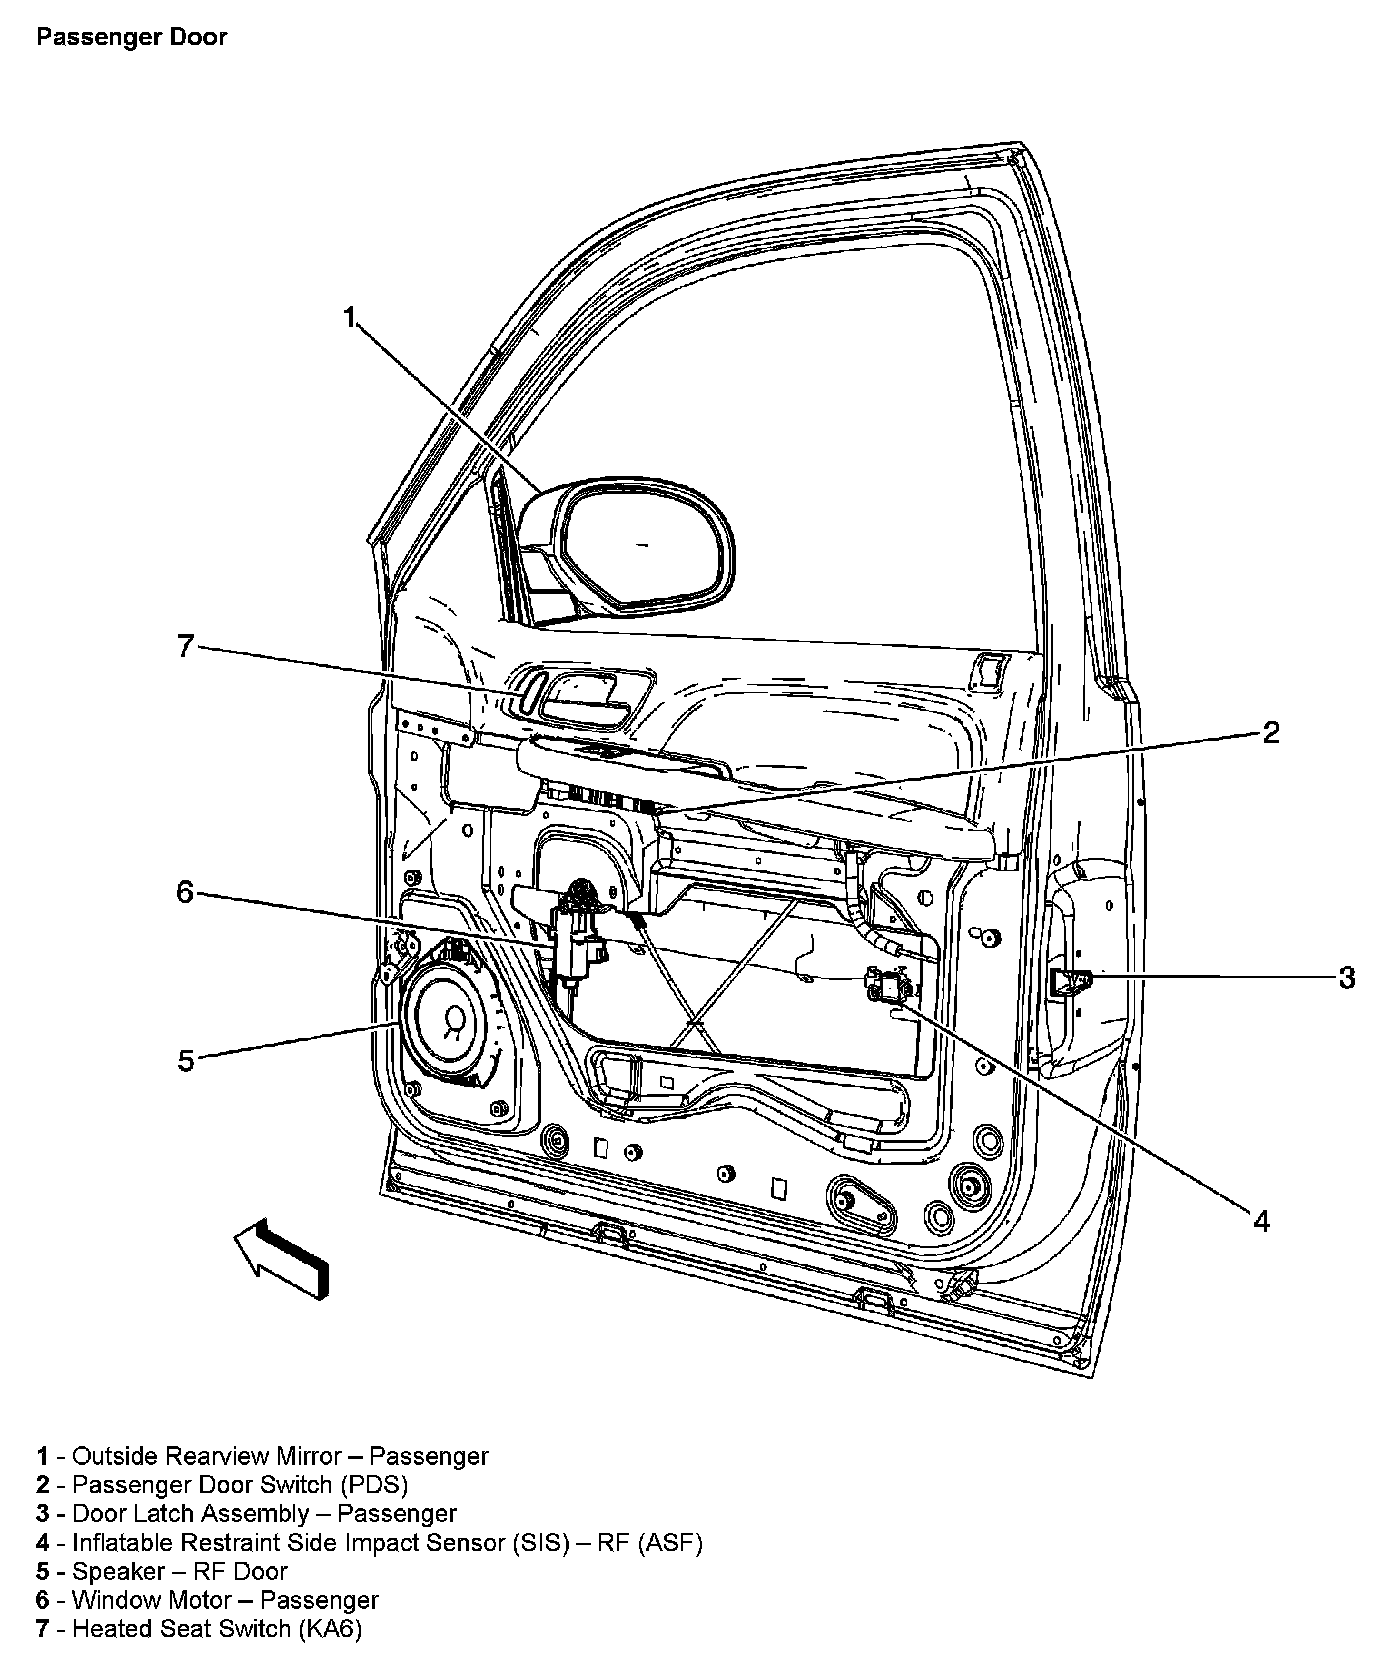 Passenger Door
1
7
2
6
3
5
4
1 - Outside Rearview Mirror – Passenger
2 - Passenger Door Switch (PDS)
3 - Door Latch Assembly – Passenger
4 - Inflatable Restraint Side Impact Sensor (SIS) – RF (ASF)
5 - Speaker – RF Door
6 - Window Motor – Passenger
7 - Heated Seat Switch (KA6)